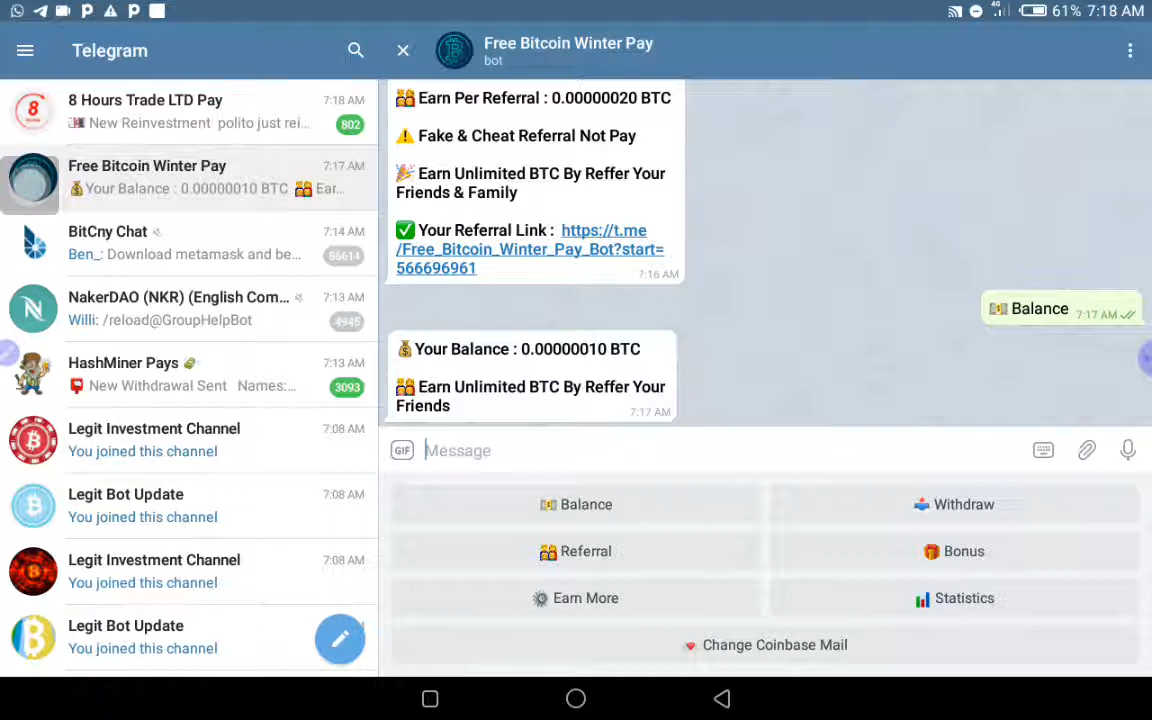 61% 7:18 AM
Telegram
Free Bitcoin Winter Pay
bot
8 Hours Trade LTD Pay 7:18 AM
New Reinvestment polito just rei... 802
Free Bitcoin Winter Pay 7:17 AM
Your Balance : 0.00000010 BTC Ear...
BitCny Chat 7:14 AM
Ben_: Download metamask and be... 56614
NakerDAO (NKR) (English Com... 7:13 AM
Willi: /reload@GroupHelpBot 4945
HashMiner Pays 7:13 AM
New Withdrawal Sent Names:... 3093
Legit Investment Channel 7:08 AM
You joined this channel
Legit Bot Update 7:08 AM
You joined this channel
Legit Investment Channel 7:08 AM
You joined this channel
Legit Bot Update 7:08 AM
You joined this channel
Earn Per Referral : 0.00000020 BTC
Fake & Cheat Referral Not Pay
Earn Unlimited BTC By Reffer Your
Friends & Family
Your Referral Link : https://t.me
/Free_Bitcoin_Winter_Pay_Bot?start=
566696961
7:16 AM
Balance 7:17 AM
Your Balance : 0.00000010 BTC
Earn Unlimited BTC By Reffer Your
Friends
7:17 AM
GIF Message
Balance Withdraw
Referral Bonus
Earn More Statistics
Change Coinbase Mail